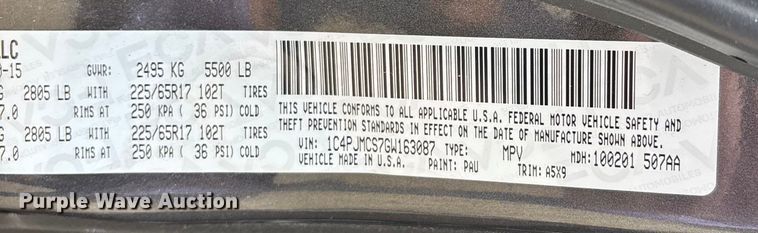 LLC
0-15 GVWR: 2495 KG 5500 LB
G 2805 LB WITH 225/65R17 102T TIRES
7.0 RIMS AT 250 KPA ( 36 PSI) COLD
G 2805 LB WITH 225/65R17 102T TIRES
7.0 RIMS AT 250 KPA ( 36 PSI) COLD
THIS VEHICLE CONFORMS TO ALL APPLICABLE U.S.A. FEDERAL MOTOR VEHICLE SAFETY AND
THEFT PREVENTION STANDARDS IN EFFECT ON THE DATE OF MANUFACTURE SHOWN ABOVE.
VIN: 1C4PJMCS7GW163087 TYPE: MPV MDH: 100201 507AA
VEHICLE MADE IN U.S.A. PAINT: PAU TRIM: A5X9
Purple Wave Auction